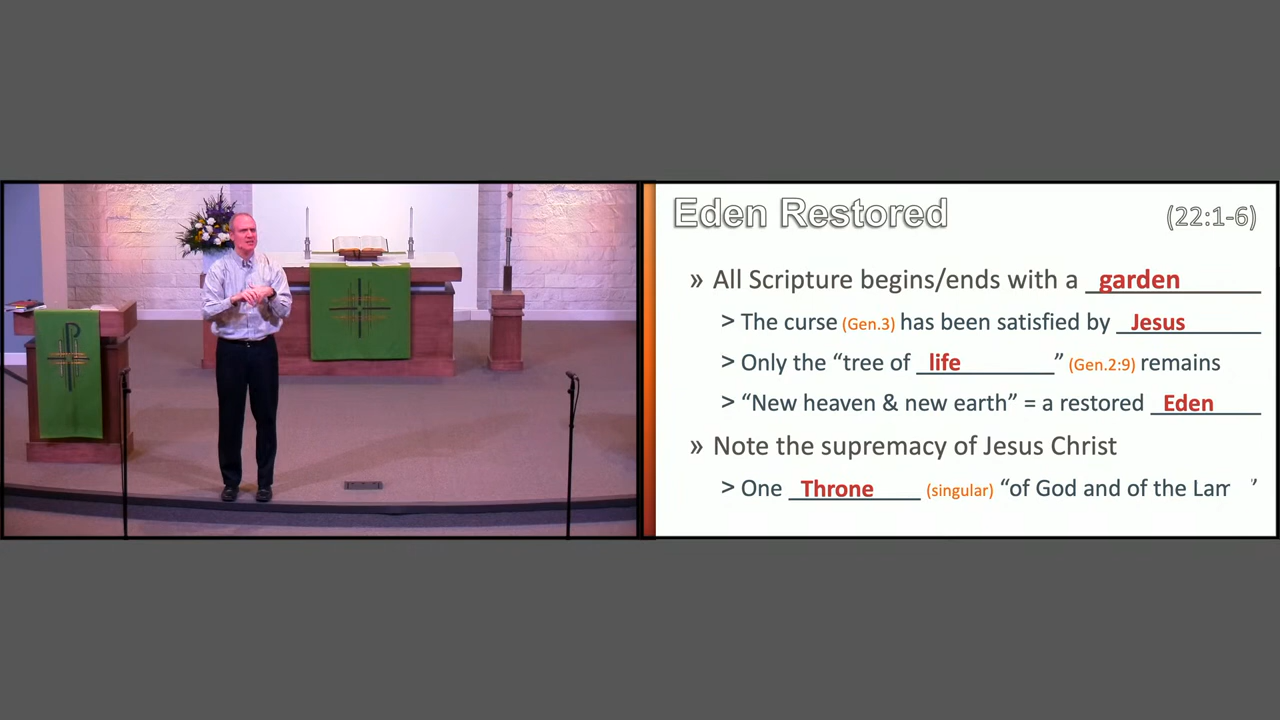 Eden Restored (22:1-6)
» All Scripture begins/ends with a garden
> The curse (Gen.3) has been satisfied by Jesus
> Only the “tree of life” (Gen.2:9) remains
> “New heaven & new earth” = a restored Eden
» Note the supremacy of Jesus Christ
> One Throne (singular) “of God and of the ”